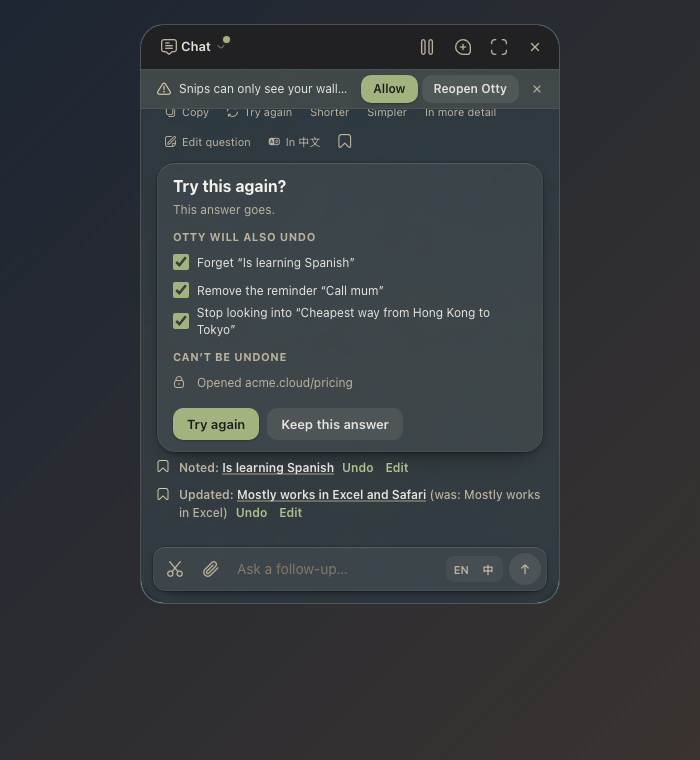 Chat
Snips can only see your wall... Allow Reopen Otty
Copy Try again Shorter Simpler In more detail
Edit question In 中文
Try this again?
This answer goes.
OTTY WILL ALSO UNDO
Forget “Is learning Spanish”
Remove the reminder “Call mum”
Stop looking into “Cheapest way from Hong Kong to
Tokyo”
CAN’T BE UNDONE
Opened acme.cloud/pricing
Try again Keep this answer
Noted: Is learning Spanish Undo Edit
Updated: Mostly works in Excel and Safari (was: Mostly works
in Excel) Undo Edit
Ask a follow-up... EN 中